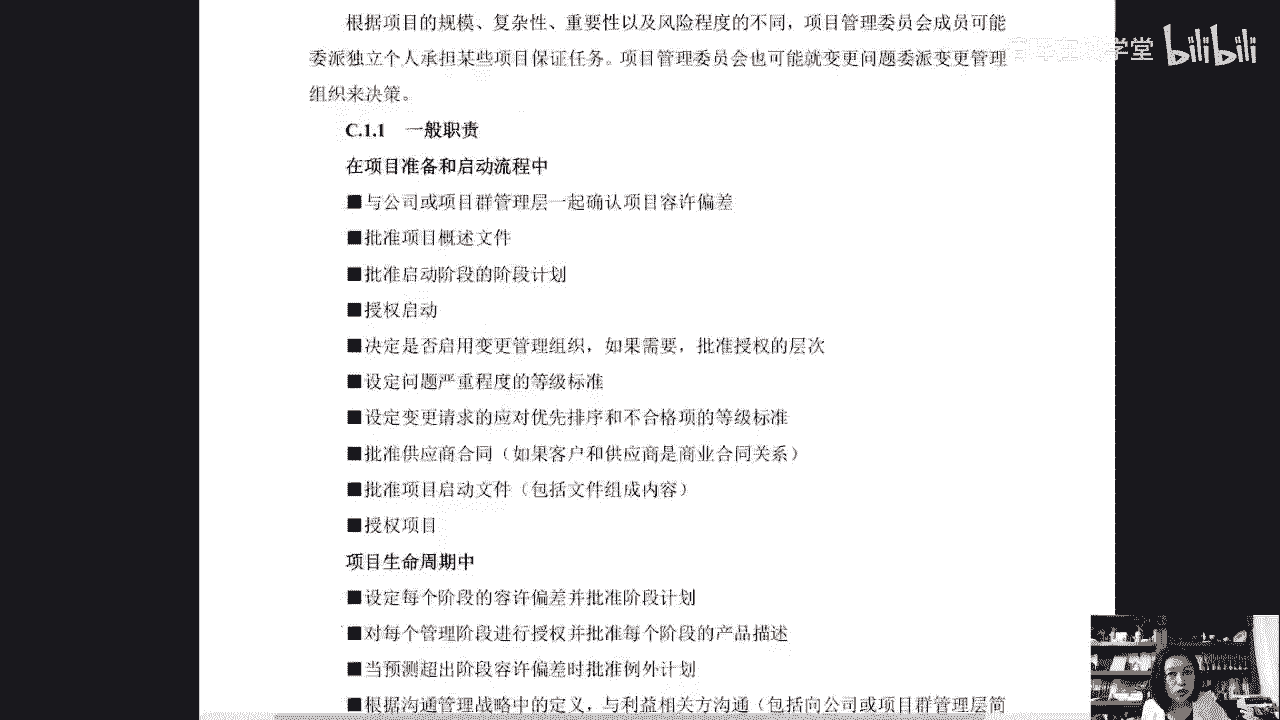 根据项目的规模、复杂性、重要性以及风险程度的不同，项目管理委员会成员可能
委派独立个人承担某些项目保证任务。项目管理委员会也可能就变更问题委派变更管理
组织来决策。
C.1.1 一般职责
在项目准备和启动流程中
■与公司或项目群管理层一起确认项目容许偏差
■批准项目概述文件
■批准启动阶段的阶段计划
■授权启动
■决定是否启用变更管理组织，如果需要，批准授权的层次
■设定问题严重程度的等级标准
■设定变更请求的应对优先排序和不合格项的等级标准
■批准供应商合同（如果客户和供应商是商业合同关系）
■批准项目启动文件（包括文件组成内容）
■授权项目
项目生命周期中
■设定每个阶段的容许偏差并批准阶段计划
■对每个管理阶段进行授权并批准每个阶段的产品描述
■当预测超出阶段容许偏差时批准例外计划
■根据沟通管理战略中的定义，与利益相关方沟通（包括向公司或项目群管理层简
学堂 bilibili